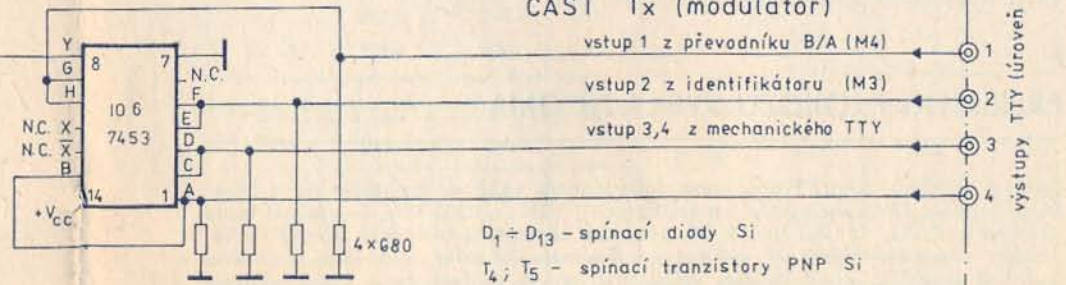 ČÁST Tx (modulátor)
vstup 1 z převodníku B/A (M4)
1
vstup 2 z identifikátoru (M3)
2
vstup 3,4 z mechanického TTY
3
4
výstupy TTY (úroveň
Y
G
H
N.C. X
N.C. X̅
B
+Vcc.
8
7
IO 6
7453
14
1
N.C.
F
E
D
C
A
4×680
D₁ ÷ D₁₃ – spínací diody Si
T₄; T₅ – spínací tranzistory PNP Si